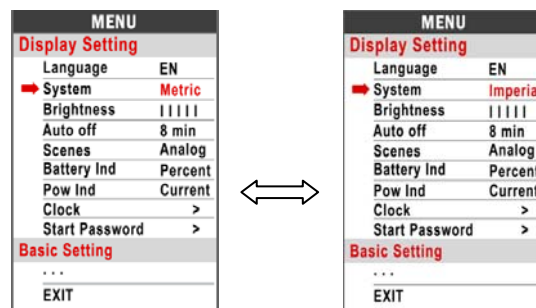 MENU
Display Setting
Language EN
System Metric
Brightness | | | | |
Auto off 8 min
Scenes Analog
Battery Ind Percent
Pow Ind Current
Clock >
Start Password >
Basic Setting
...
EXIT
MENU
Display Setting
Language EN
System Imperia
Brightness | | | | |
Auto off 8 min
Scenes Analog
Battery Ind Percent
Pow Ind Current
Clock >
Start Password >
Basic Setting
...
EXIT